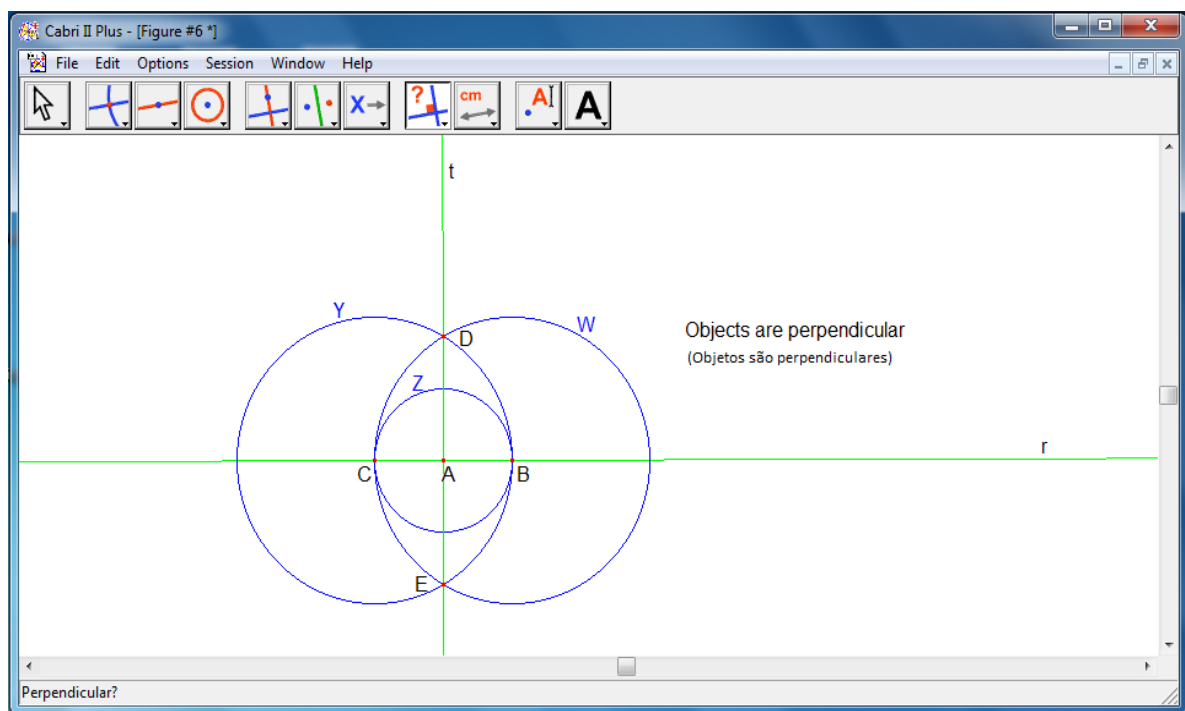 Cabri II Plus - [Figure #6 *]
File Edit Options Session Window Help
? X cm A A
t
Y
W
D
Objects are perpendicular
(Objetos são perpendiculares)
Z
r
C A B
E
Perpendicular?